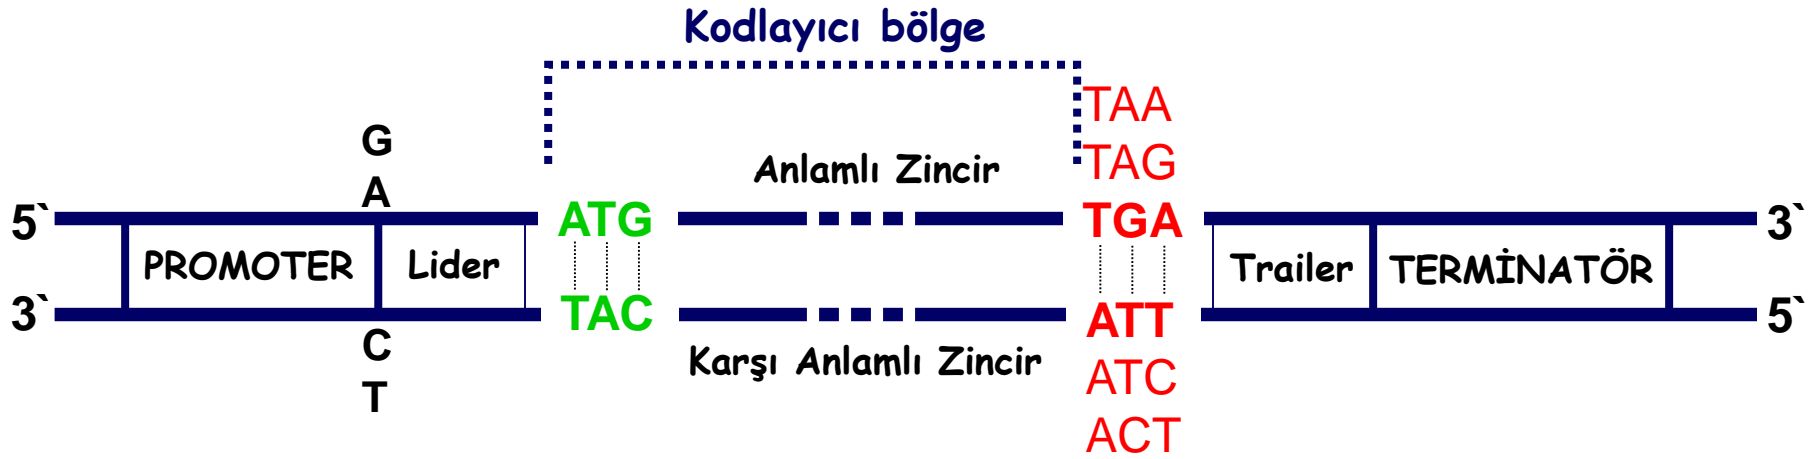 Kodlayıcı bölge
TAA
G
TAG
Anlamlı Zincir
A
5` ATG TGA 3`
PROMOTER Lider Trailer TERMİNATÖR
3` TAC ATT 5`
C
Karşı Anlamlı Zincir
ATC
T
ACT